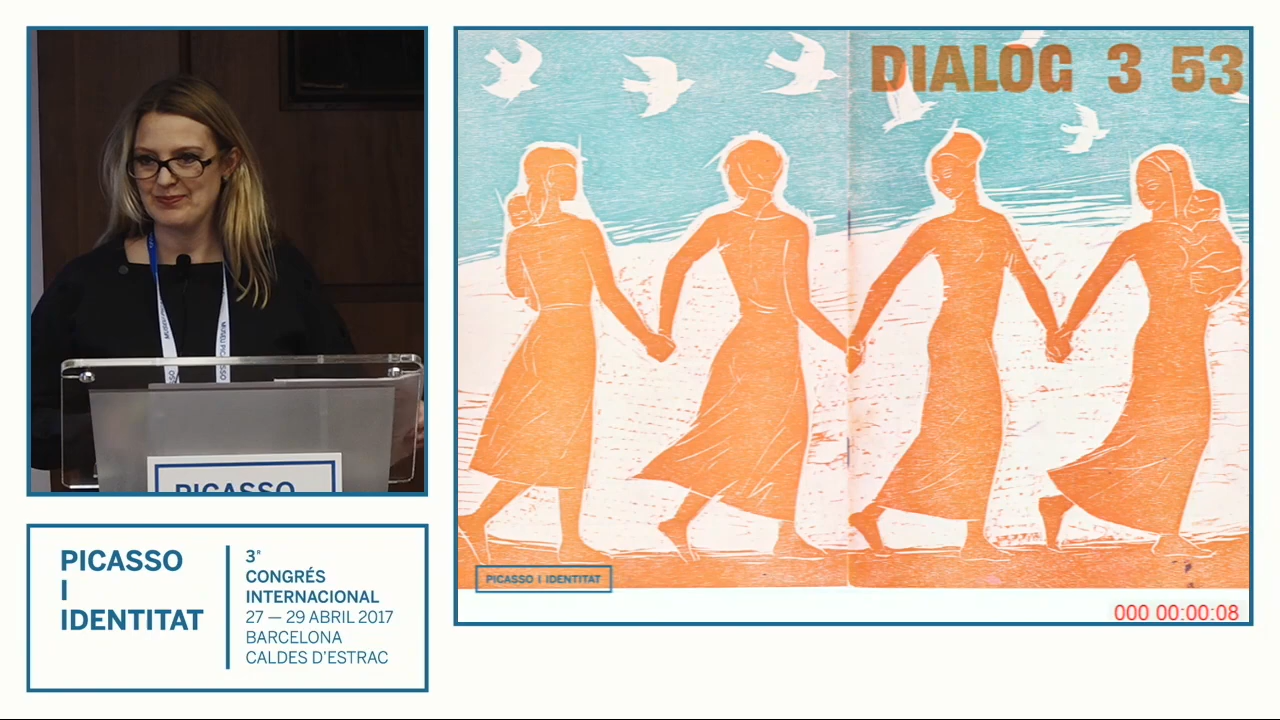 DIALOG 3 53
PICASSO
PICASSO I IDENTITAT
000 00:00:08
PICASSO
I
IDENTITAT
3º
CONGRÉS
INTERNACIONAL
27 — 29 ABRIL 2017
BARCELONA
CALDES D'ESTRAC